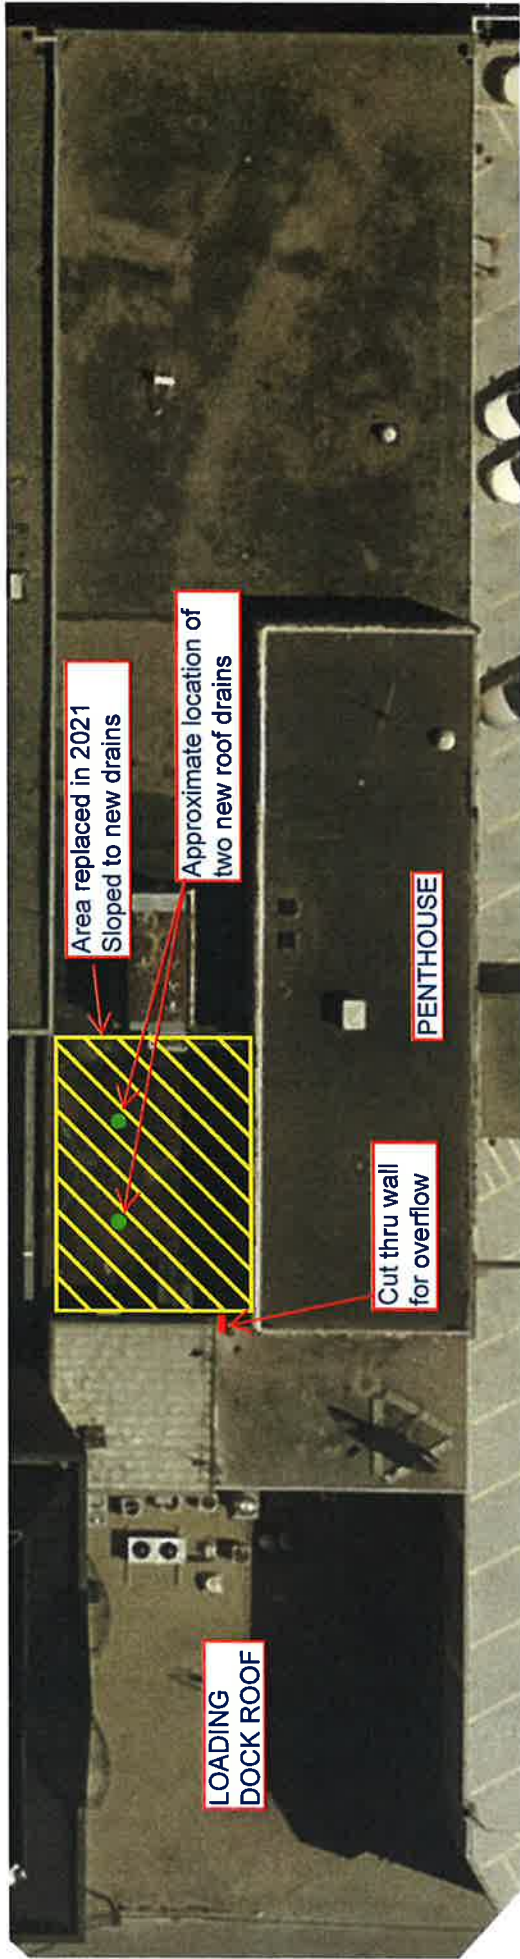 Area replaced in 2021
Sloped to new drains
Approximate location of
two new roof drains
PENTHOUSE
Cut thru wall
for overflow
LOADING
DOCK ROOF